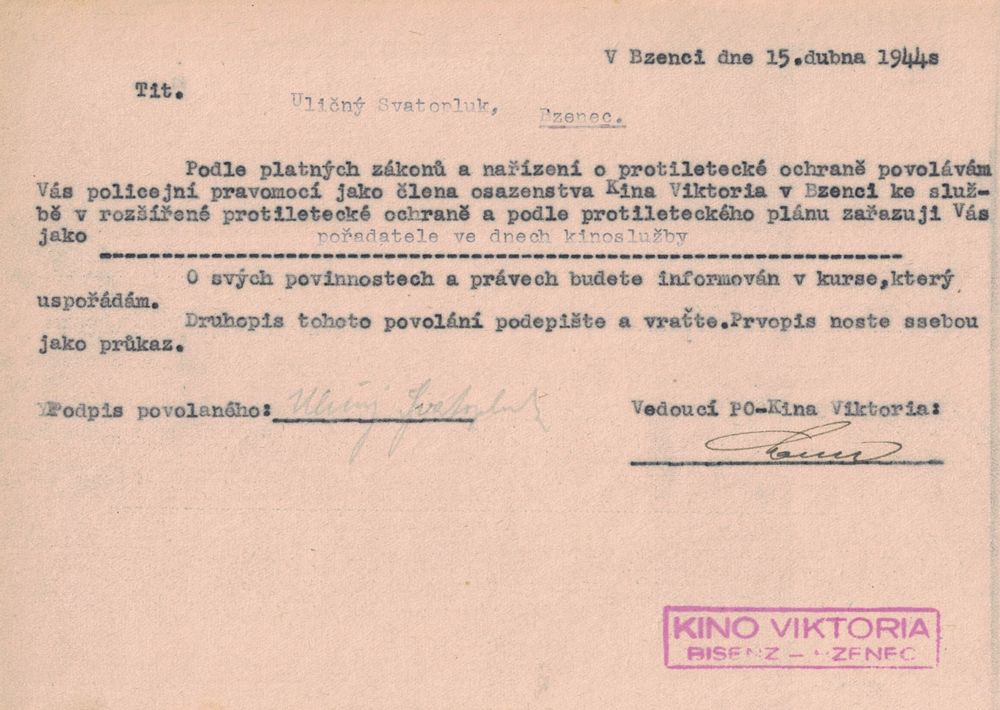 V Bzenci dne 15.dubna 1944s
Tit.
Uličný Svatorluk,
Bzenec.
Podle platných zákonů a nařízení o protiletecké ochraně povolávám
Vás policejní pravomocí jako člena osazenstva Kina Viktoria v Bzenci ke služ-
bě v rozšířené protiletecké ochraně a podle protileteckého plánu zařazuji Vás
jako pořadatele ve dnech kinoslužby
O svých povinnostech a právech budete informován v kurse,který
uspořádám.
Druhopis tohoto povolání podepište a vraťte.Prvopis noste ssebou
jako průkaz.
Podpis povolaného: Uličný Svatopluk
Vedoucí PO-Kina Viktoria:
KINO VIKTORIA
BISENZ — BZENEC